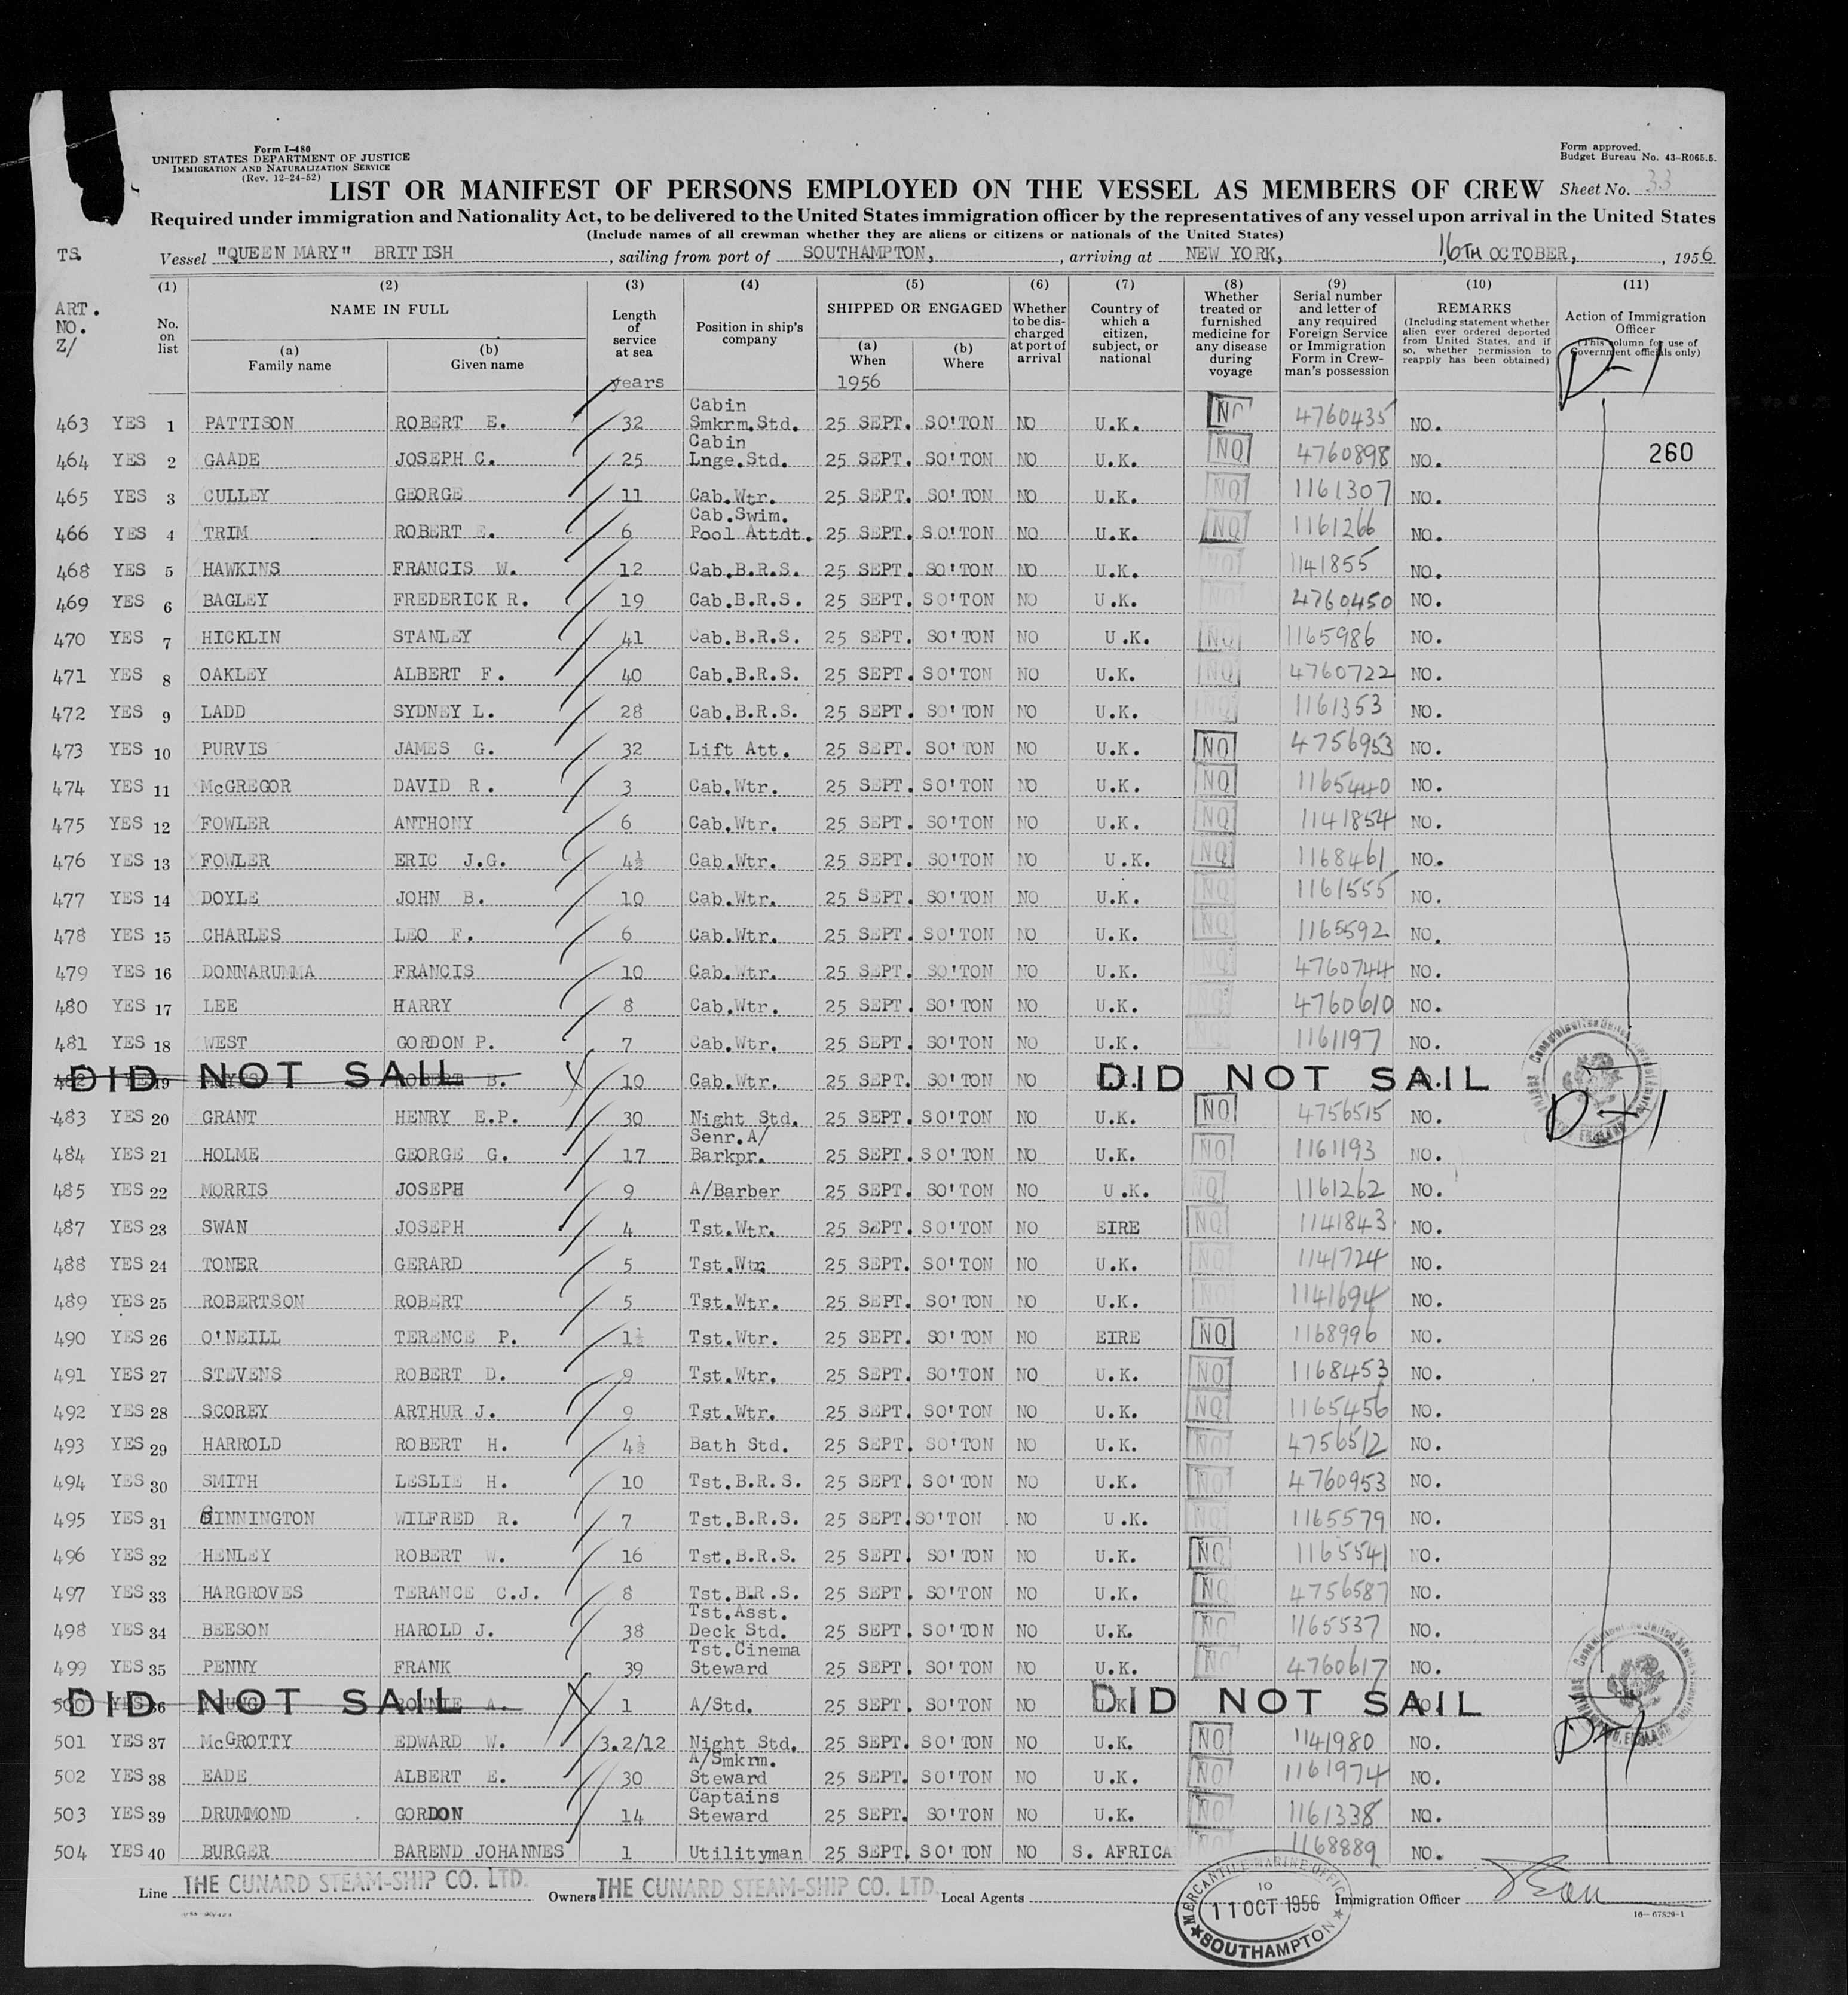 Form I-480
UNITED STATES DEPARTMENT OF JUSTICE
IMMIGRATION AND NATURALIZATION SERVICE
(Rev. 12-24-52)
Form approved.
Budget Bureau No. 43-R065.5.
LIST OR MANIFEST OF PERSONS EMPLOYED ON THE VESSEL AS MEMBERS OF CREW Sheet No. 33
Required under immigration and Nationality Act, to be delivered to the United States immigration officer by the representatives of any vessel upon arrival in the United States
(Include names of all crewman whether they are aliens or citizens or nationals of the United States)
TS. Vessel "QUEEN MARY" BRITISH, sailing from port of SOUTHAMPTON, , arriving at NEW YORK, 16TH OCTOBER, , 1956
ART. NO. Z/ (1) No. on list (2) NAME IN FULL (a) Family name (b) Given name (3) Length of service at sea years (4) Position in ship's company (5) SHIPPED OR ENGAGED (a) When 1956 (b) Where (6) Whether to be discharged at port of arrival (7) Country of which a citizen, subject, or national (8) Whether treated or furnished medicine for any disease during voyage (9) Serial number and letter of any required Foreign Service or Immigration Form in Crewman's possession (10) REMARKS (Including statement whether alien ever ordered deported from United States, and if so, whether permission to reapply has been obtained) (11) Action of Immigration Officer (This column for use of Government officials only)
D-1
463 YES 1 PATTISON ROBERT E. 32 Cabin Smkrm.Std. 25 SEPT. SO'TON NO U.K. NO 4760435 NO.
464 YES 2 GAADE JOSEPH C. 25 Cabin Lnge.Std. 25 SEPT. SO'TON NO U.K. NO 4760898 NO. 260
465 YES 3 CULLEY GEORGE 11 Cab.Wtr. 25 SEPT. SO'TON NO U.K. NO 1161307 NO.
466 YES 4 TRIM ROBERT E. 6 Cab.Swim. Pool Attdt. 25 SEPT. SO'TON NO U.K. NO 1161266 NO.
468 YES 5 HAWKINS FRANCIS W. 12 Cab.B.R.S. 25 SEPT. SO'TON NO U.K. NO 1141855 NO.
469 YES 6 BAGLEY FREDERICK R. 19 Cab.B.R.S. 25 SEPT. SO'TON NO U.K. NO 4760450 NO.
470 YES 7 HICKLIN STANLEY 41 Cab.B.R.S. 25 SEPT. SO'TON NO U.K. NO 1165986 NO.
471 YES 8 OAKLEY ALBERT F. 40 Cab.B.R.S. 25 SEPT. SO'TON NO U.K. NO 4760722 NO.
472 YES 9 LADD SYDNEY L. 28 Cab.B.R.S. 25 SEPT. SO'TON NO U.K. NO 1161353 NO.
473 YES 10 PURVIS JAMES G. 32 Lift Att. 25 SEPT. SO'TON NO U.K. NO 4756953 NO.
474 YES 11 McGREGOR DAVID R. 3 Cab.Wtr. 25 SEPT. SO'TON NO U.K. NO 1165440 NO.
475 YES 12 FOWLER ANTHONY 6 Cab.Wtr. 25 SEPT. SO'TON NO U.K. NO 1141854 NO.
476 YES 13 FOWLER ERIC J.G. 4½ Cab.Wtr. 25 SEPT. SO'TON NO U.K. NO 1168461 NO.
477 YES 14 DOYLE JOHN B. 10 Cab.Wtr. 25 SEPT. SO'TON NO U.K. NO 1161555 NO.
478 YES 15 CHARLES LEO F. 6 Cab.Wtr. 25 SEPT. SO'TON NO U.K. NO 1165592 NO.
479 YES 16 DONNARUMMA FRANCIS 10 Cab.Wtr. 25 SEPT. SO'TON NO U.K. NO 4760744 NO.
480 YES 17 LEE HARRY 8 Cab.Wtr. 25 SEPT. SO'TON NO U.K. NO 4760610 NO.
481 YES 18 WEST GORDON P. 7 Cab.Wtr. 25 SEPT. SO'TON NO U.K. 1161197 NO.
482 YES 19 DID NOT SAIL ROBERT B. 10 Cab.Wtr. 25 SEPT. SO'TON NO DID NOT SAIL
483 YES 20 GRANT HENRY E.P. 30 Night Std. 25 SEPT. SO'TON NO U.K. NO 4756515 NO. D-1
484 YES 21 HOLME GEORGE G. 17 Senr.A/ Barkpr. 25 SEPT. SO'TON NO U.K. NO 1161193 NO.
485 YES 22 MORRIS JOSEPH 9 A/Barber 25 SEPT. SO'TON NO U.K. NO 1161262 NO.
487 YES 23 SWAN JOSEPH 4 Tst.Wtr. 25 SEPT. SO'TON NO EIRE NO 1141843 NO.
488 YES 24 TONER GERARD 5 Tst.Wtr. 25 SEPT. SO'TON NO U.K. NO 1141724 NO.
489 YES 25 ROBERTSON ROBERT 5 Tst.Wtr. 25 SEPT. SO'TON NO U.K. NO 1141694 NO.
490 YES 26 O'NEILL TERENCE P. 1½ Tst.Wtr. 25 SEPT. SO'TON NO EIRE NO 1168996 NO.
491 YES 27 STEVENS ROBERT D. 9 Tst.Wtr. 25 SEPT. SO'TON NO U.K. NO 1168453 NO.
492 YES 28 SCOREY ARTHUR J. 9 Tst.Wtr. 25 SEPT. SO'TON NO U.K. NO 1165456 NO.
493 YES 29 HARROLD ROBERT H. 4½ Bath Std. 25 SEPT. SO'TON NO U.K. NO 4756512 NO.
494 YES 30 SMITH LESLIE H. 10 Tst.B.R.S. 25 SEPT. SO'TON NO U.K. NO 4760953 NO.
495 YES 31 BINNINGTON WILFRED R. 7 Tst.B.R.S. 25 SEPT. SO'TON NO U.K. NO 1165579 NO.
496 YES 32 HENLEY ROBERT W. 16 Tst.B.R.S. 25 SEPT. SO'TON NO U.K. NO 1165541 NO.
497 YES 33 HARGROVES TERANCE C.J. 8 Tst.B.R.S. 25 SEPT. SO'TON NO U.K. NO 4756587 NO.
498 YES 34 BEESON HAROLD J. 38 Tst.Asst. Deck Std. 25 SEPT. SO'TON NO U.K. NO 1165537 NO.
499 YES 35 PENNY FRANK 39 Tst.Cinema Steward 25 SEPT. SO'TON NO U.K. NO 4760617 NO.
500 YES 36 DID NOT SAIL YOUNG RONNIE A. 1 A/Std. 25 SEPT. SO'TON NO U.K. DID NOT SAIL
501 YES 37 McGROTTY EDWARD W. 3.2/12 Night Std. 25 SEPT. SO'TON NO U.K. NO 1141980 NO. D-1
502 YES 38 EADE ALBERT E. 30 A/Smkrm. Steward 25 SEPT. SO'TON NO U.K. NO 1161974 NO.
503 YES 39 DRUMMOND GORDON 14 Captains Steward 25 SEPT. SO'TON NO U.K. NO 1161338 NO.
504 YES 40 BURGER BAREND JOHANNES 1 Utilityman 25 SEPT. SO'TON NO S. AFRICA NO 1168889 NO.
Line THE CUNARD STEAM-SHIP CO. LTD. Owners THE CUNARD STEAM-SHIP CO. LTD. Local Agents Immigration Officer
MERCANTILE MARINE OFFICE
10
11 OCT 1956
SOUTHAMPTON
16—67829-1